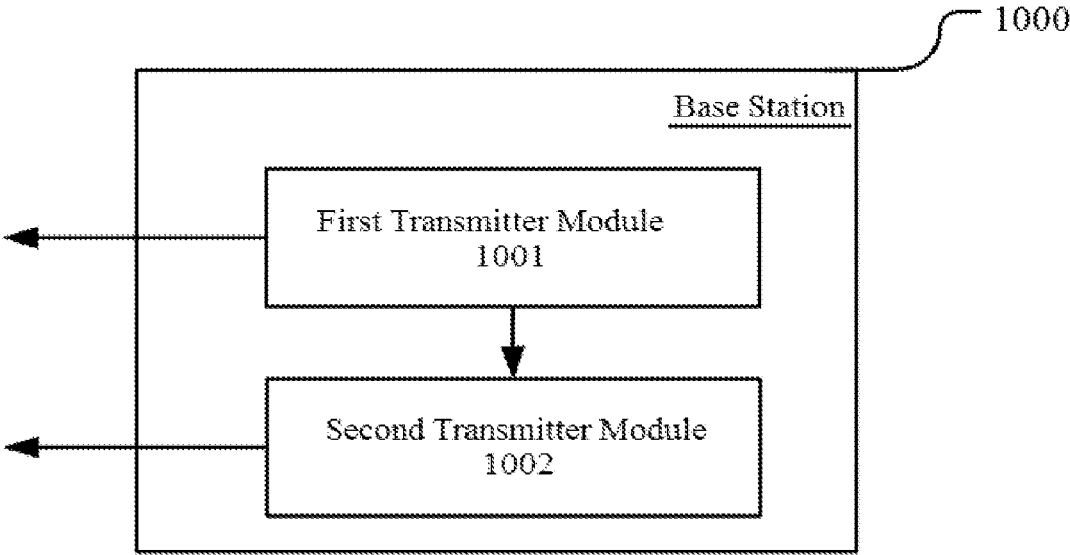 1000
Base Station
First Transmitter Module
1001
Second Transmitter Module
1002